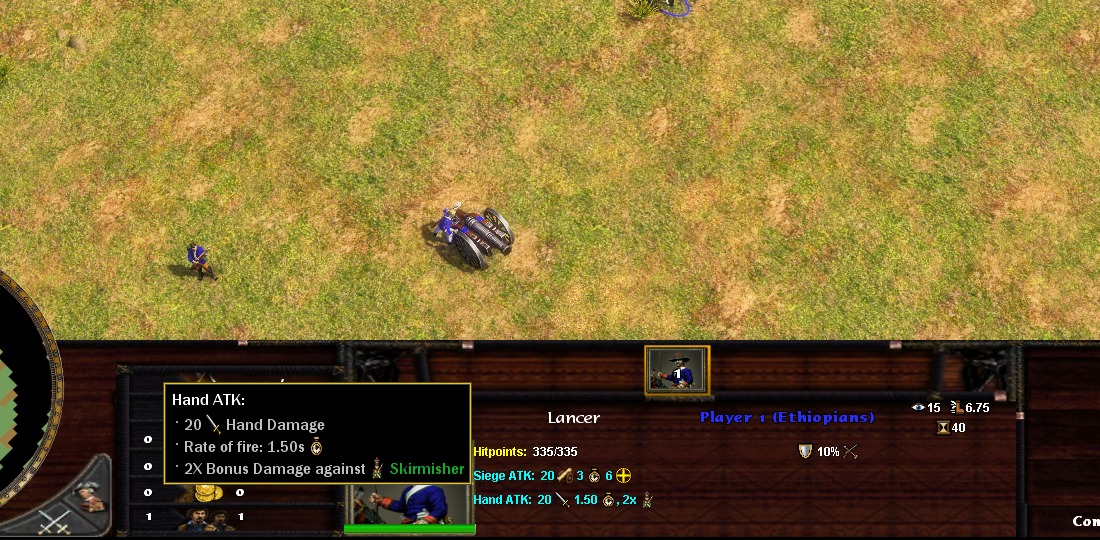 Hand ATK:
· 20 Hand Damage
· Rate of fire: 1.50s
· 2X Bonus Damage against Skirmisher
0
0
0 0
1 1
1
Lancer
Player 1 (Ethiopians)
15 6.75
40
Hitpoints: 335/335
10%
Siege ATK: 20 3 6
Hand ATK: 20 1.50 , 2x
Con